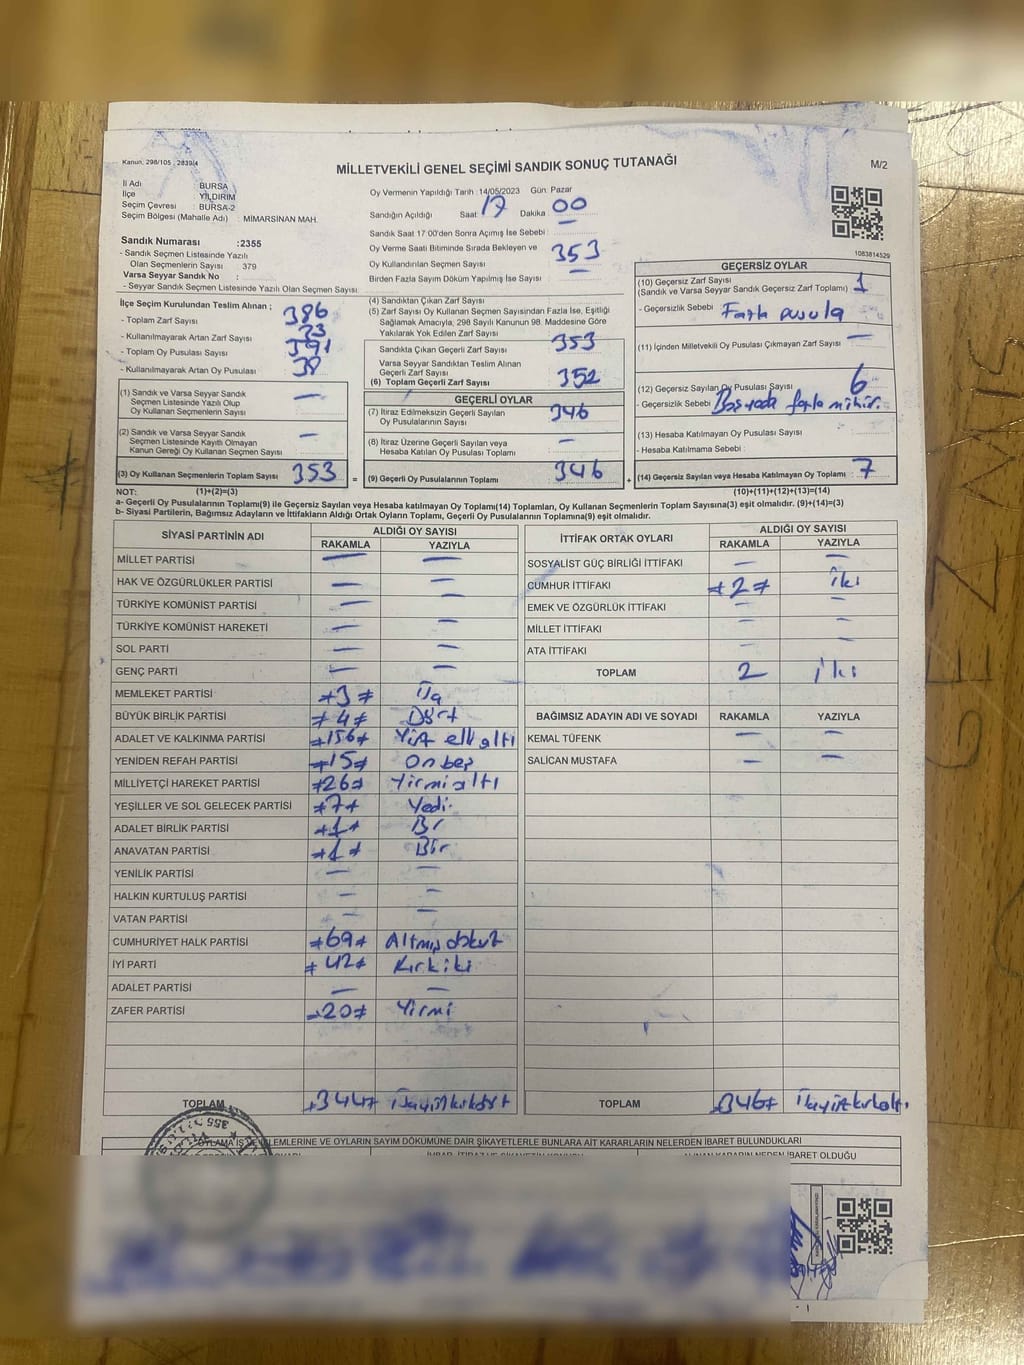 Kanun, 298/105 , 2839/4
MİLLETVEKİLİ GENEL SEÇİMİ SANDIK SONUÇ TUTANAĞI
M/2
İl Adı BURSA
İlçe YILDIRIM
Seçim Çevresi : BURSA-2
Seçim Bölgesi (Mahalle Adı) : MİMARSİNAN MAH.
Sandık Numarası :2355
- Sandık Seçmen Listesinde Yazılı
Olan Seçmenlerin Sayısı 379
Varsa Seyyar Sandık No :
- Seyyar Sandık Seçmen Listesinde Yazılı Olan Seçmen Sayısı:
Oy Vermenin Yapıldığı Tarih :14/05/2023 Gün: Pazar
Sandığın Açıldığı Saat: 17 Dakika: 00
Sandık Saat 17:00'den Sonra Açımış İse Sebebi : —
Oy Verme Saati Bitiminde Sırada Bekleyen ve
Oy Kullandırılan Seçmen Sayısı : 353
Birden Fazla Sayım Döküm Yapılmış İse Sayısı : —
1083814529
İlçe Seçim Kurulundan Teslim Alınan ;
- Toplam Zarf Sayısı : 386
- Kullanılmayarak Artan Zarf Sayısı : 33
- Toplam Oy Pusulası Sayısı : 391
- Kullanılmayarak Artan Oy Pusulası : 38
(1) Sandık ve Varsa Seyyar Sandık
Seçmen Listesinde Yazılı Olup
Oy Kullanan Seçmenlerin Sayısı —
(2) Sandık ve Varsa Seyyar Sandık
Seçmen Listesinde Kayıtlı Olmayan
Kanun Gereği Oy Kullanan Seçmen Sayısı —
(3) Oy Kullanan Seçmenlerin Toplam Sayısı 353 =
(4) Sandıktan Çıkan Zarf Sayısı :
(5) Zarf Sayısı Oy Kullanan Seçmen Sayısından Fazla İse, Eşitliği
Sağlamak Amacıyla, 298 Sayılı Kanunun 98. Maddesine Göre
Yakılarak Yok Edilen Zarf Sayısı :
Sandıkta Çıkan Geçerli Zarf Sayısı : 353
Varsa Seyyar Sandıktan Teslim Alınan
Geçerli Zarf Sayısı :
(6) Toplam Geçerli Zarf Sayısı : 352
GEÇERLİ OYLAR
(7) İtiraz Edilmeksizin Geçerli Sayılan
Oy Pusulalarının Sayısı : 346
(8) İtiraz Üzerine Geçerli Sayılan veya
Hesaba Katılan Oy Pusulası Toplamı : —
(9) Geçerli Oy Pusulalarının Toplamı : 346 +
GEÇERSİZ OYLAR
(10) Geçersiz Zarf Sayısı
(Sandık ve Varsa Seyyar Sandık Geçersiz Zarf Toplamı) : 1
- Geçersizlik Sebebi : Fazla pusula
(11) İçinden Milletvekili Oy Pusulası Çıkmayan Zarf Sayısı : —
(12) Geçersiz Sayılan Oy Pusulası Sayısı : 6
- Geçersizlik Sebebi : fazla mühür.
(13) Hesaba Katılmayan Oy Pusulası Sayısı :
- Hesaba Katılmama Sebebi :
(14) Geçersiz Sayılan veya Hesaba Katılmayan Oy Toplamı : 7
NOT: (1)+(2)=(3) (10)+(11)+(12)+(13)=(14)
a- Geçerli Oy Pusulalarının Toplamı(9) ile Geçersiz Sayılan veya Hesaba katılmayan Oy Toplamı(14) Toplamları, Oy Kullanan Seçmenlerin Toplam Sayısına(3) eşit olmalıdır. (9)+(14)=(3)
b- Siyasi Partilerin, Bağımsız Adayların ve İttifakların Aldığı Ortak Oyların Toplamı, Geçerli Oy Pusulalarının Toplamına(9) eşit olmalıdır.
SİYASİ PARTİNİN ADI ALDIĞI OY SAYISI
RAKAMLA YAZIYLA
MİLLET PARTİSİ — —
HAK VE ÖZGÜRLÜKLER PARTİSİ — —
TÜRKİYE KOMÜNİST PARTİSİ — —
TÜRKİYE KOMÜNİST HAREKETİ — —
SOL PARTİ — —
GENÇ PARTİ — —
MEMLEKET PARTİSİ ≠3≠ Üç
BÜYÜK BİRLİK PARTİSİ ≠4≠ Dört
ADALET VE KALKINMA PARTİSİ ≠156≠ Yüz elli altı
YENİDEN REFAH PARTİSİ ≠15≠ On beş
MİLLİYETÇİ HAREKET PARTİSİ ≠26≠ Yirmi altı
YEŞİLLER VE SOL GELECEK PARTİSİ ≠7≠ Yedi
ADALET BİRLİK PARTİSİ ≠1≠ Bir
ANAVATAN PARTİSİ ≠1≠ Bir
YENİLİK PARTİSİ — —
HALKIN KURTULUŞ PARTİSİ — —
VATAN PARTİSİ — —
CUMHURİYET HALK PARTİSİ ≠69≠ Altmış dokuz
İYİ PARTİ ≠42≠ Kırk iki
ADALET PARTİSİ — —
ZAFER PARTİSİ ≠20≠ Yirmi
TOPLAM ≠344≠ Üçyüzkırkdört
İTTİFAK ORTAK OYLARI ALDIĞI OY SAYISI
RAKAMLA YAZIYLA
SOSYALİST GÜÇ BİRLİĞİ İTTİFAKI — —
CUMHUR İTTİFAKI ≠2≠ iki
EMEK VE ÖZGÜRLÜK İTTİFAKI — —
MİLLET İTTİFAKI — —
ATA İTTİFAKI — —
TOPLAM 2 iki
BAĞIMSIZ ADAYIN ADI VE SOYADI RAKAMLA YAZIYLA
KEMAL TÜFENK — —
SALİCAN MUSTAFA — —
TOPLAM ≠346≠ Üçyüzkırkaltı
OYLAMA İŞ VE İŞLEMLERİNE VE OYLARIN SAYIM DÖKÜMÜNE DAİR ŞİKAYETLERLE BUNLARA AİT KARARLARIN NELERDEN İBARET BULUNDUKLARI
İHBAR, İTİRAZ VE ŞİKAYETİN KONUSU ALINAN KARARIN NEDEN İBARET OLDUĞU